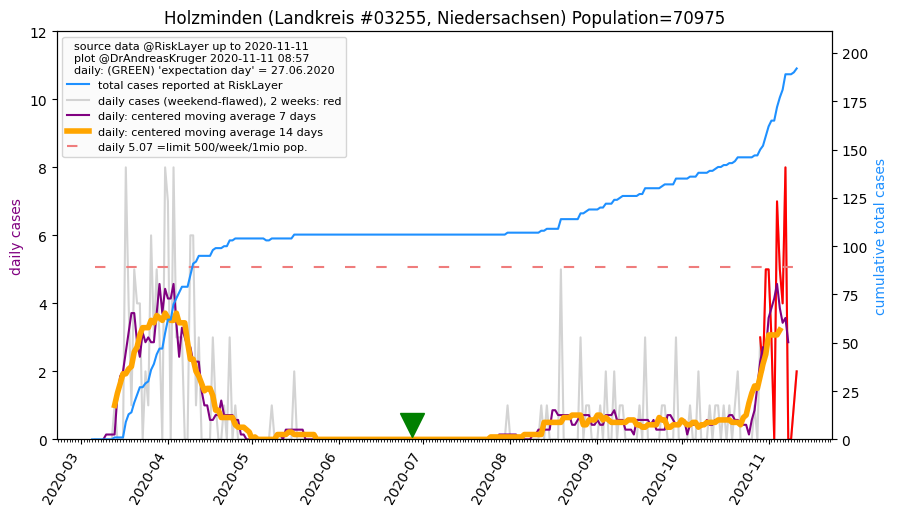 Holzminden (Landkreis #03255, Niedersachsen) Population=70975
source data @RiskLayer up to 2020-11-11
plot @DrAndreasKruger 2020-11-11 08:57
daily: (GREEN) 'expectation day' = 27.06.2020
total cases reported at RiskLayer
daily cases (weekend-flawed), 2 weeks: red
daily: centered moving average 7 days
daily: centered moving average 14 days
daily 5.07 =limit 500/week/1mio pop.
daily cases
12
10
8
6
4
2
0
cumulative total cases
200
175
150
125
100
75
50
25
0
2020-03
2020-04
2020-05
2020-06
2020-07
2020-08
2020-09
2020-10
2020-11